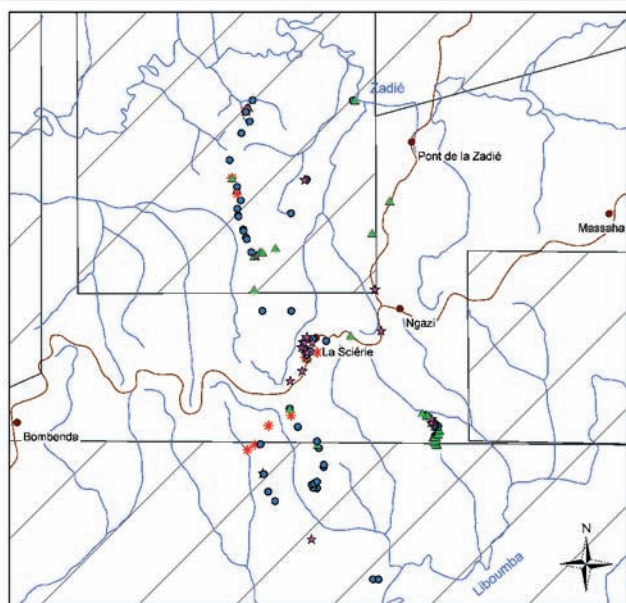 Zadié
Pont de la Zadié
Massaha
Ngazi
La Sciérie
Bombenda
N
Liboumba